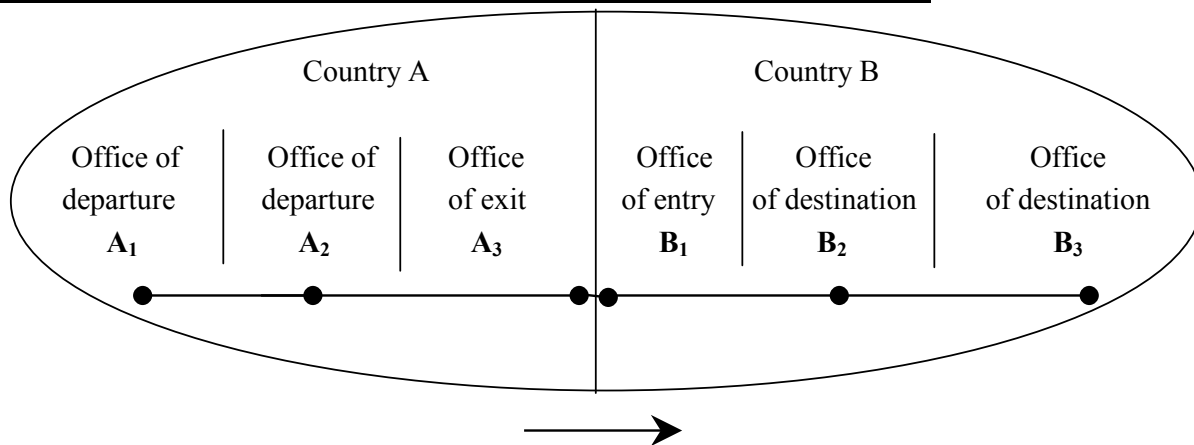 Country A
Country B
Office of
departure
A₁
Office of
departure
A₂
Office
of exit
A₃
Office
of entry
B₁
Office
of destination
B₂
Office
of destination
B₃